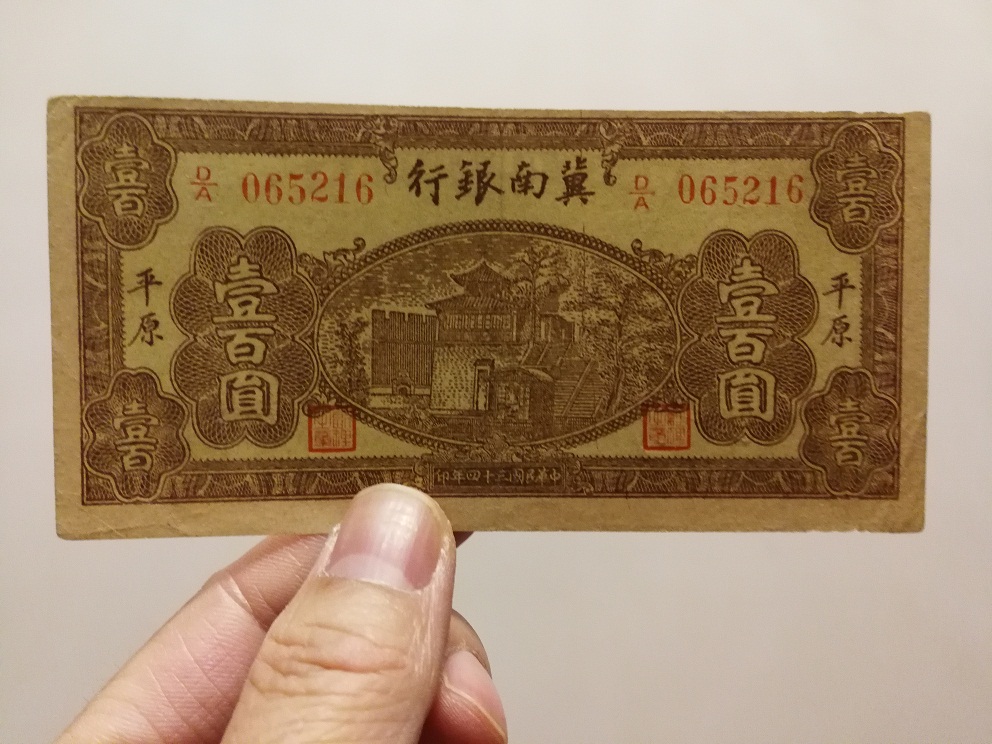 冀南銀行
D/A 065216
D/A 065216
壹百
壹百
平原
平原
壹百圓
壹百圓
壹百
壹百
中華民國三十四年印